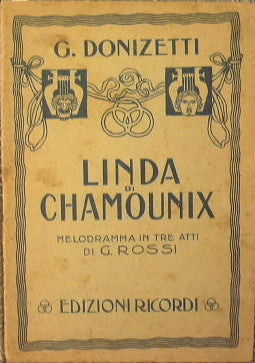 G. DONIZETTI
LINDA
DI
CHAMOUNIX
MELODRAMMA IN TRE ATTI
DI G. ROSSI
EDIZIONI RICORDI